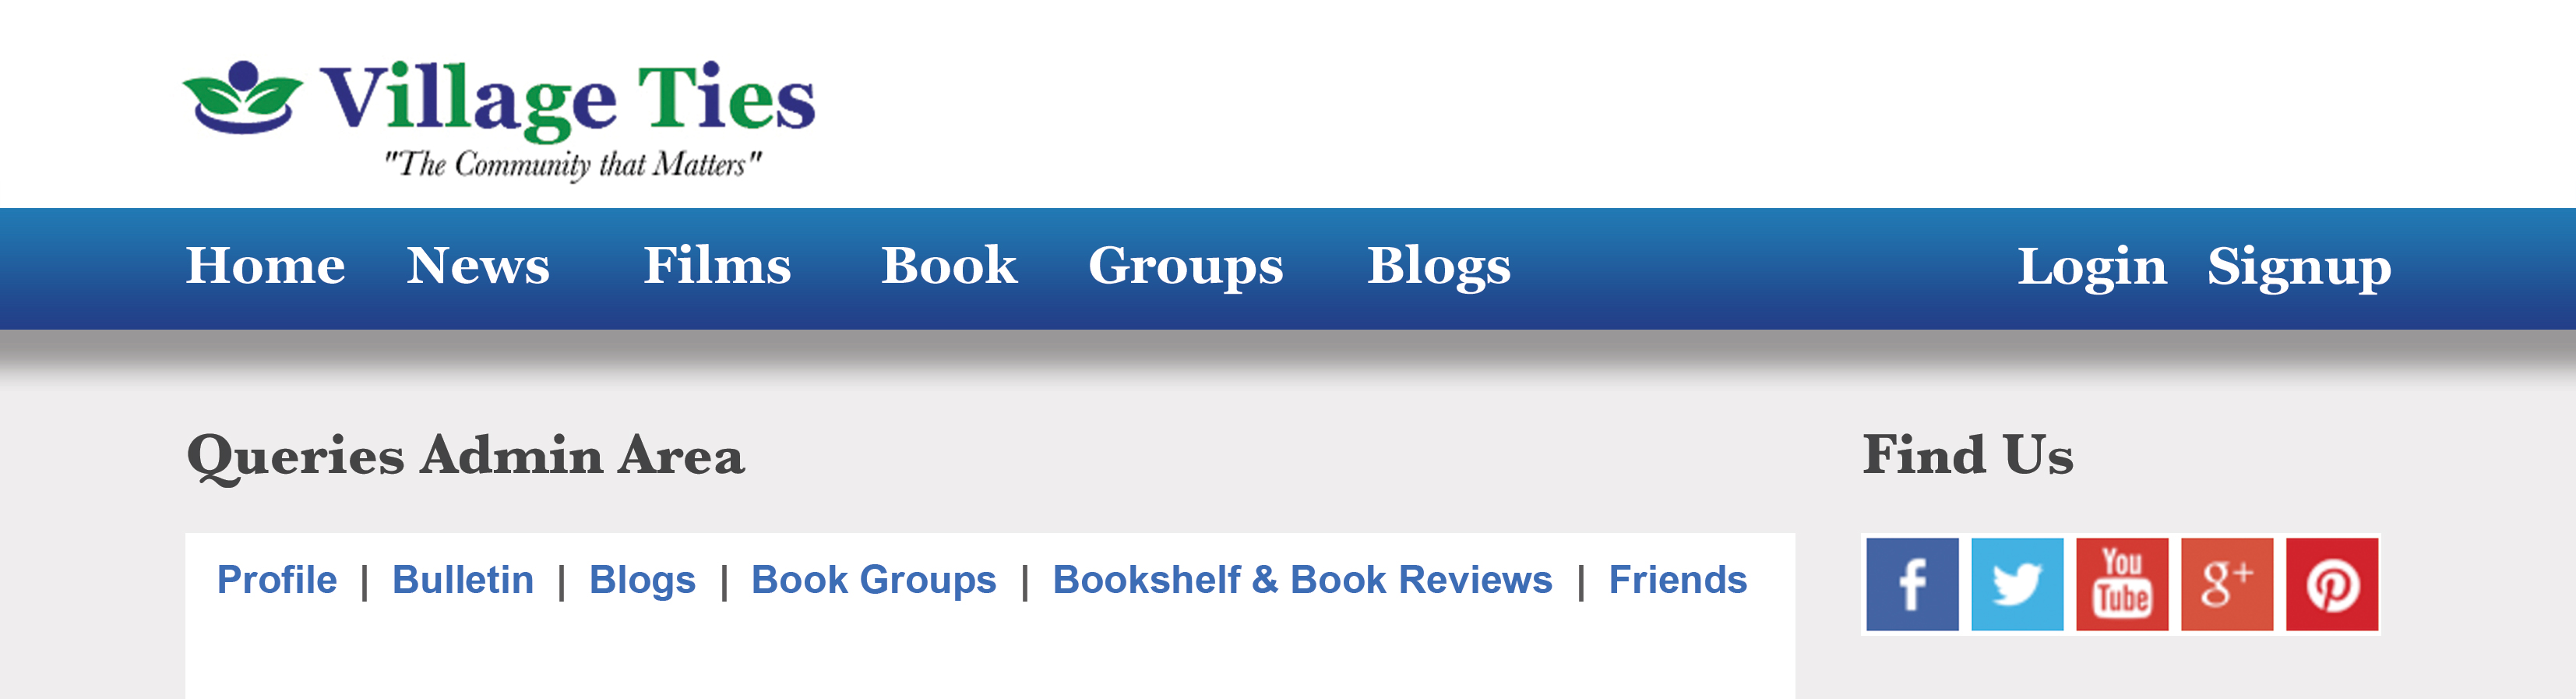 Village Ties
"The Community that Matters"
Home News Films Book Groups Blogs Login Signup
Queries Admin Area
Find Us
Profile | Bulletin | Blogs | Book Groups | Bookshelf & Book Reviews | Friends
f You Tube g+